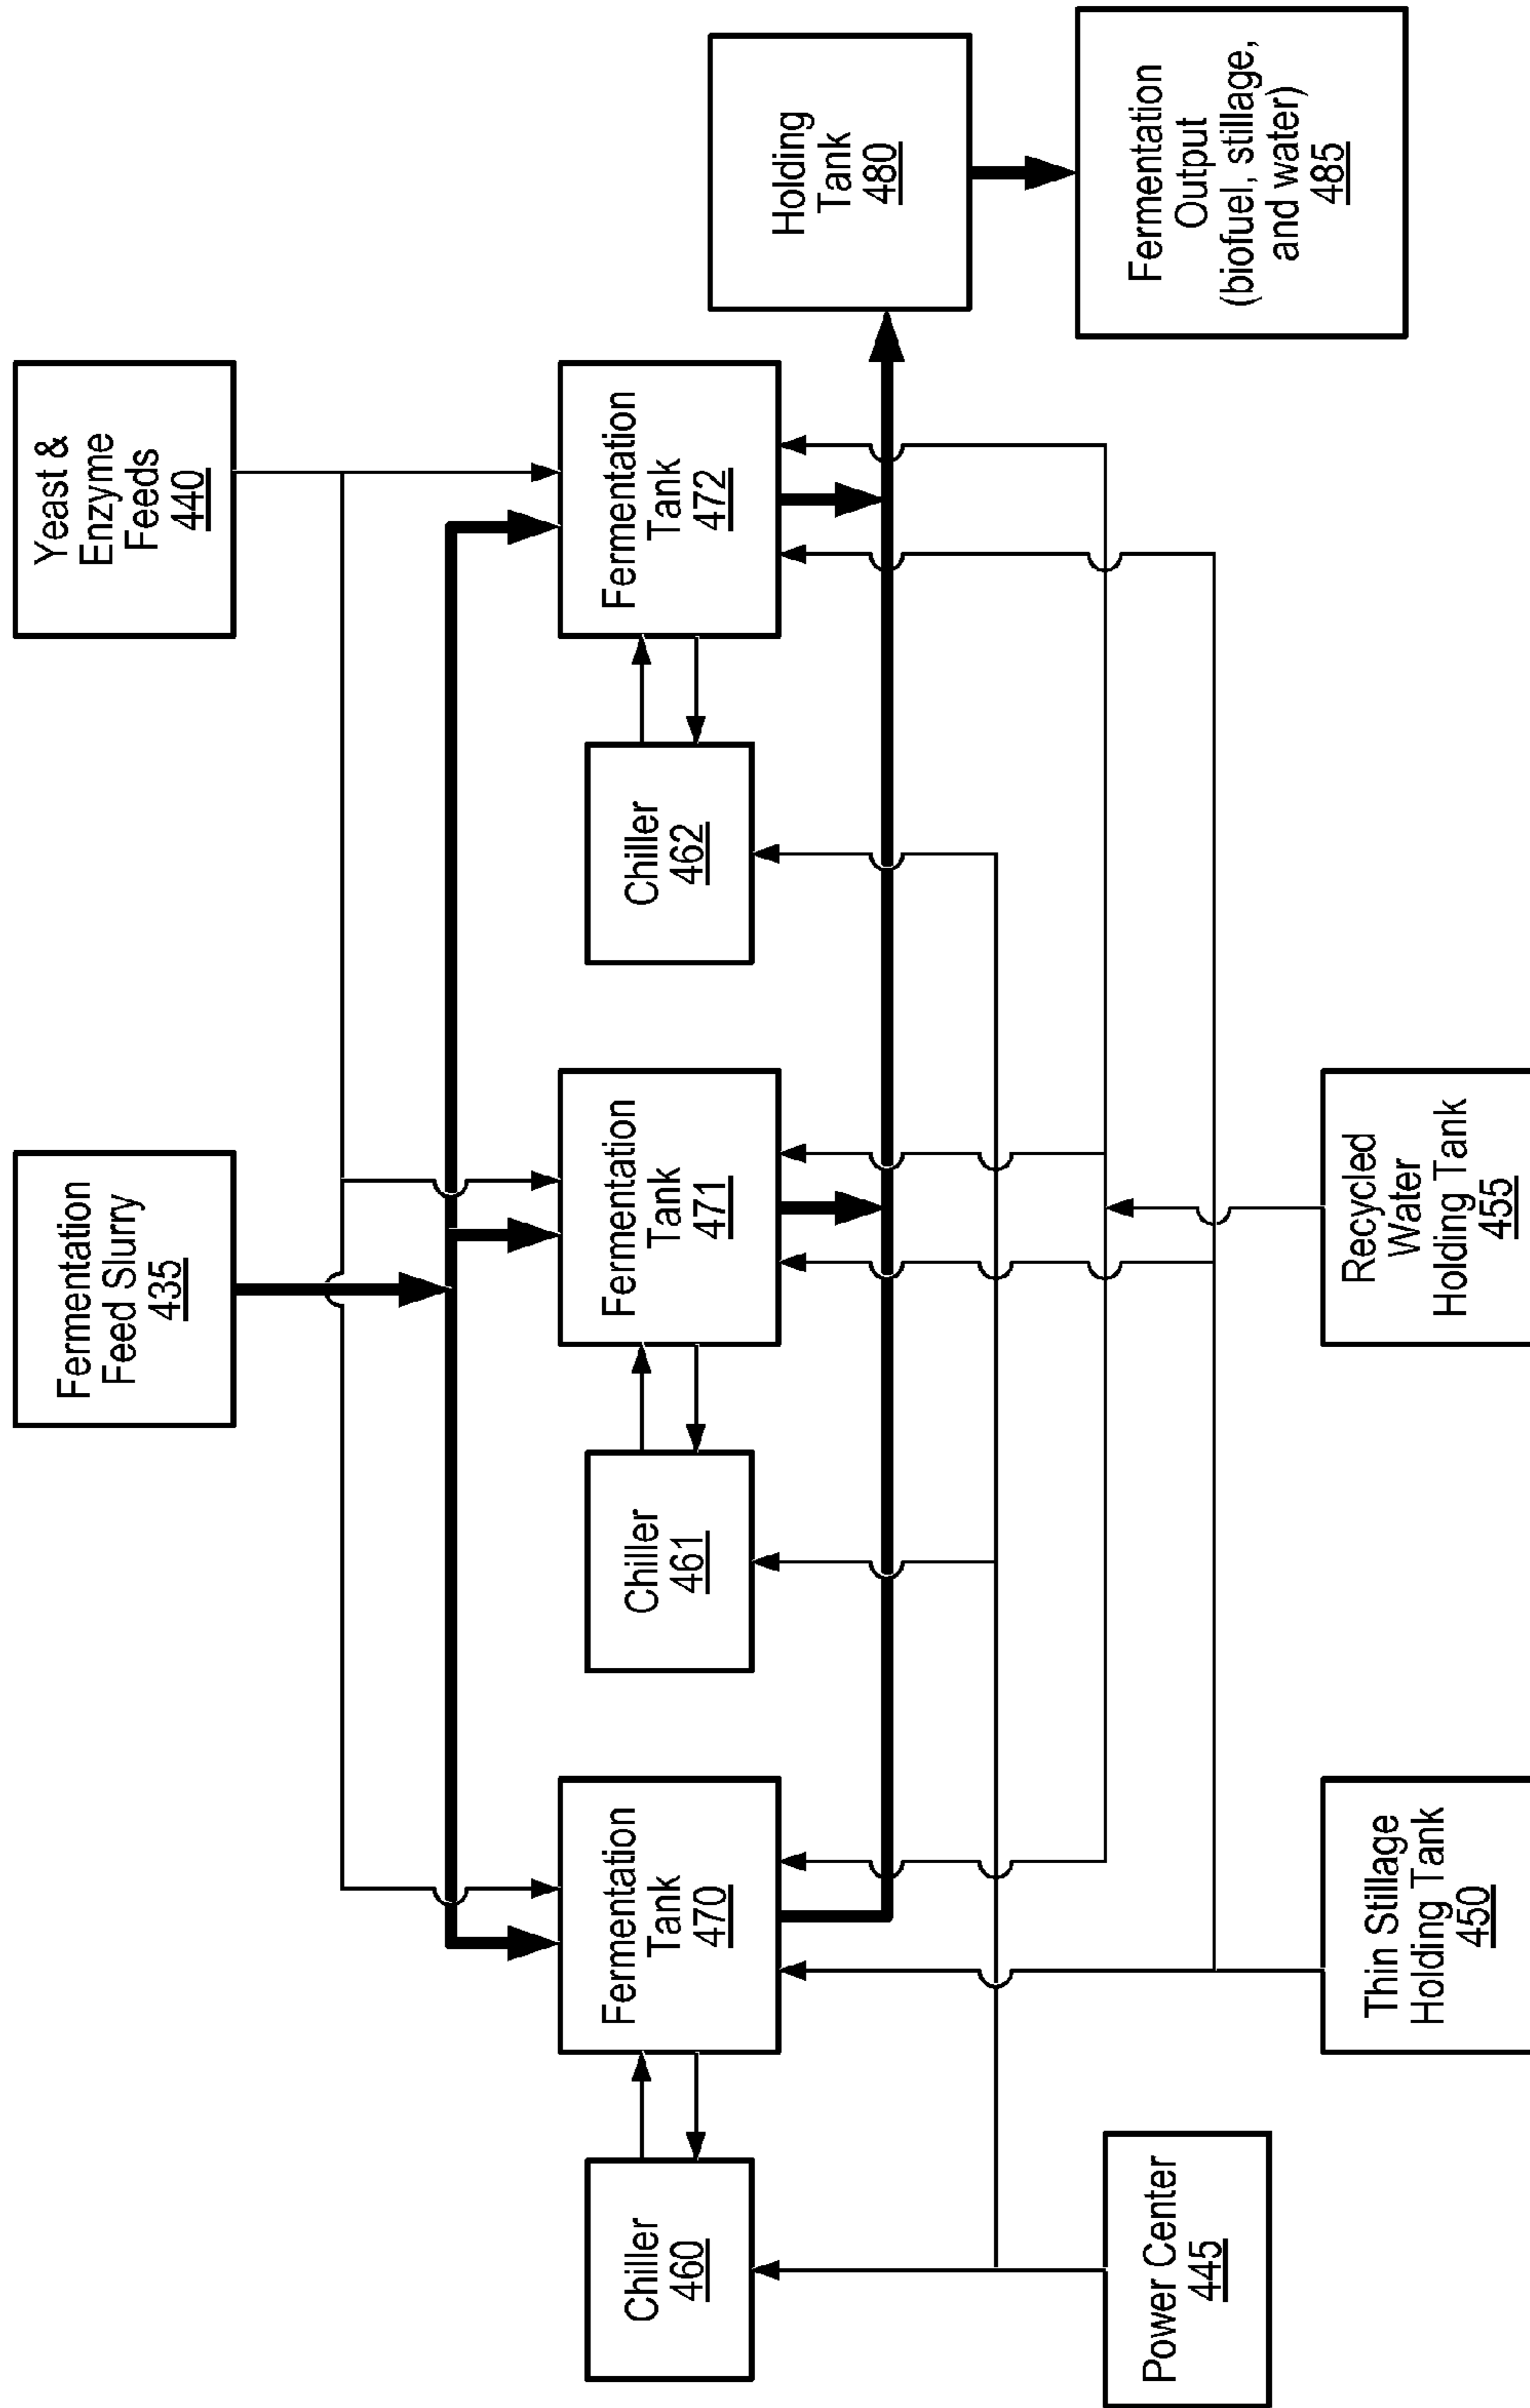 Fermentation
Feed Slurry
435
Yeast &
Enzyme
Feeds
440
Chiller
460
Fermentation
Tank
470
Chiller
461
Fermentation
Tank
471
Chiller
462
Fermentation
Tank
472
Holding
Tank
480
Power Center
445
Thin Stillage
Holding Tank
450
Recycled
Water
Holding Tank
455
Fermentation
Output
(biofuel, stillage,
and water)
485